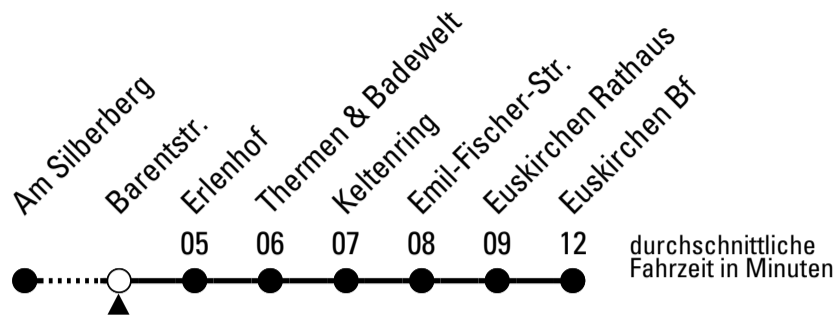 Am Silberberg
Barentstr.
Erlenhof
Thermen & Badewelt
Keltenring
Emil-Fischer-Str.
Euskirchen Rathaus
Euskirchen Bf
05 06 07 08 09 12
durchschnittliche
Fahrzeit in Minuten